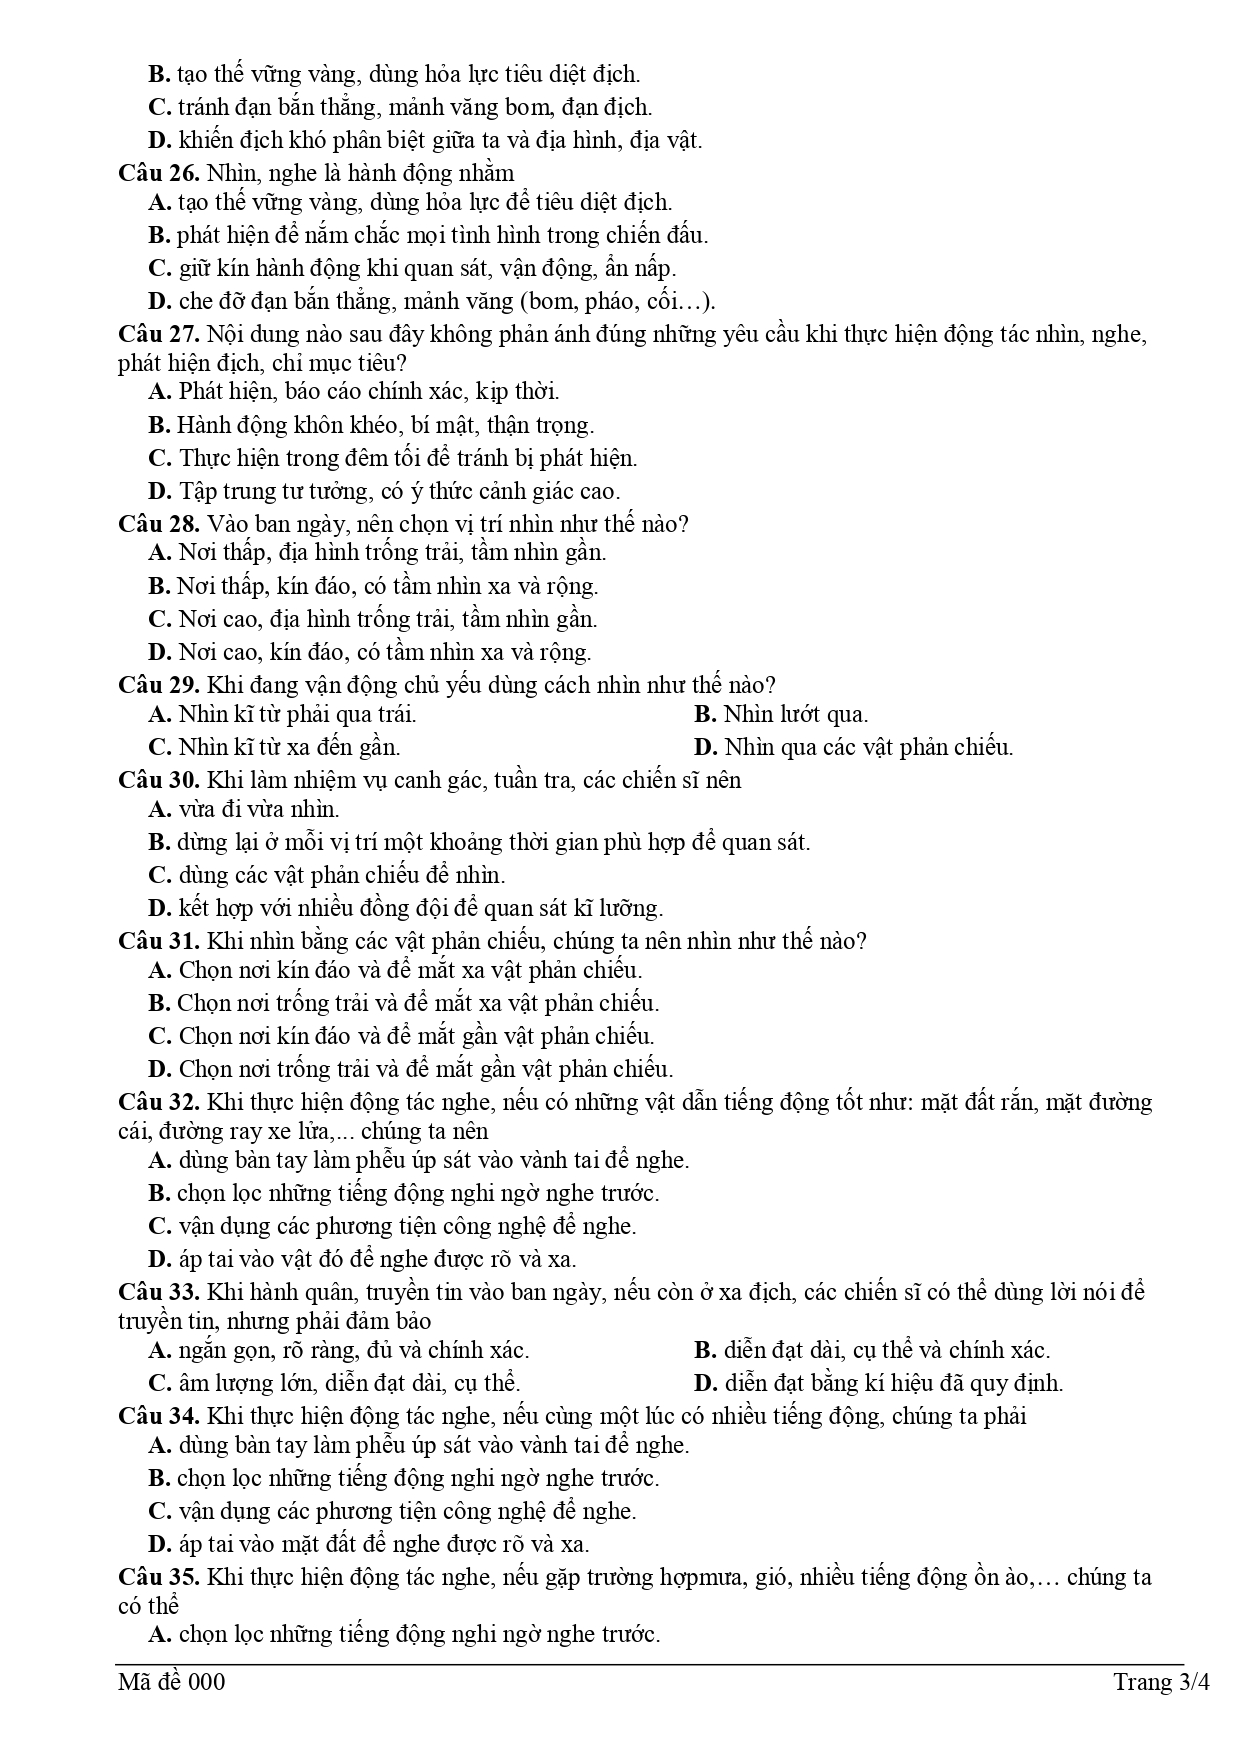 B. tạo thế vững vàng, dùng hỏa lực tiêu diệt địch.
C. tránh đạn bắn thẳng, mảnh văng bom, đạn địch.
D. khiến địch khó phân biệt giữa ta và địa hình, địa vật.
Câu 26. Nhìn, nghe là hành động nhằm
A. tạo thế vững vàng, dùng hỏa lực để tiêu diệt địch.
B. phát hiện để nắm chắc mọi tình hình trong chiến đấu.
C. giữ kín hành động khi quan sát, vận động, ẩn nấp.
D. che đỡ đạn bắn thẳng, mảnh văng (bom, pháo, cối…).
Câu 27. Nội dung nào sau đây không phản ánh đúng những yêu cầu khi thực hiện động tác nhìn, nghe,
phát hiện địch, chỉ mục tiêu?
A. Phát hiện, báo cáo chính xác, kịp thời.
B. Hành động khôn khéo, bí mật, thận trọng.
C. Thực hiện trong đêm tối để tránh bị phát hiện.
D. Tập trung tư tưởng, có ý thức cảnh giác cao.
Câu 28. Vào ban ngày, nên chọn vị trí nhìn như thế nào?
A. Nơi thấp, địa hình trống trải, tầm nhìn gần.
B. Nơi thấp, kín đáo, có tầm nhìn xa và rộng.
C. Nơi cao, địa hình trống trải, tầm nhìn gần.
D. Nơi cao, kín đáo, có tầm nhìn xa và rộng.
Câu 29. Khi đang vận động chủ yếu dùng cách nhìn như thế nào?
A. Nhìn kĩ từ phải qua trái. B. Nhìn lướt qua.
C. Nhìn kĩ từ xa đến gần. D. Nhìn qua các vật phản chiếu.
Câu 30. Khi làm nhiệm vụ canh gác, tuần tra, các chiến sĩ nên
A. vừa đi vừa nhìn.
B. dừng lại ở mỗi vị trí một khoảng thời gian phù hợp để quan sát.
C. dùng các vật phản chiếu để nhìn.
D. kết hợp với nhiều đồng đội để quan sát kĩ lưỡng.
Câu 31. Khi nhìn bằng các vật phản chiếu, chúng ta nên nhìn như thế nào?
A. Chọn nơi kín đáo và để mắt xa vật phản chiếu.
B. Chọn nơi trống trải và để mắt xa vật phản chiếu.
C. Chọn nơi kín đáo và để mắt gần vật phản chiếu.
D. Chọn nơi trống trải và để mắt gần vật phản chiếu.
Câu 32. Khi thực hiện động tác nghe, nếu có những vật dẫn tiếng động tốt như: mặt đất rắn, mặt đường
cái, đường ray xe lửa,... chúng ta nên
A. dùng bàn tay làm phễu úp sát vào vành tai để nghe.
B. chọn lọc những tiếng động nghi ngờ nghe trước.
C. vận dụng các phương tiện công nghệ để nghe.
D. áp tai vào vật đó để nghe được rõ và xa.
Câu 33. Khi hành quân, truyền tin vào ban ngày, nếu còn ở xa địch, các chiến sĩ có thể dùng lời nói để
truyền tin, nhưng phải đảm bảo
A. ngắn gọn, rõ ràng, đủ và chính xác. B. diễn đạt dài, cụ thể và chính xác.
C. âm lượng lớn, diễn đạt dài, cụ thể. D. diễn đạt bằng kí hiệu đã quy định.
Câu 34. Khi thực hiện động tác nghe, nếu cùng một lúc có nhiều tiếng động, chúng ta phải
A. dùng bàn tay làm phễu úp sát vào vành tai để nghe.
B. chọn lọc những tiếng động nghi ngờ nghe trước.
C. vận dụng các phương tiện công nghệ để nghe.
D. áp tai vào mặt đất để nghe được rõ và xa.
Câu 35. Khi thực hiện động tác nghe, nếu gặp trường hợpmưa, gió, nhiều tiếng động ồn ào,… chúng ta
có thể
A. chọn lọc những tiếng động nghi ngờ nghe trước.
Mã đề 000 Trang 3/4